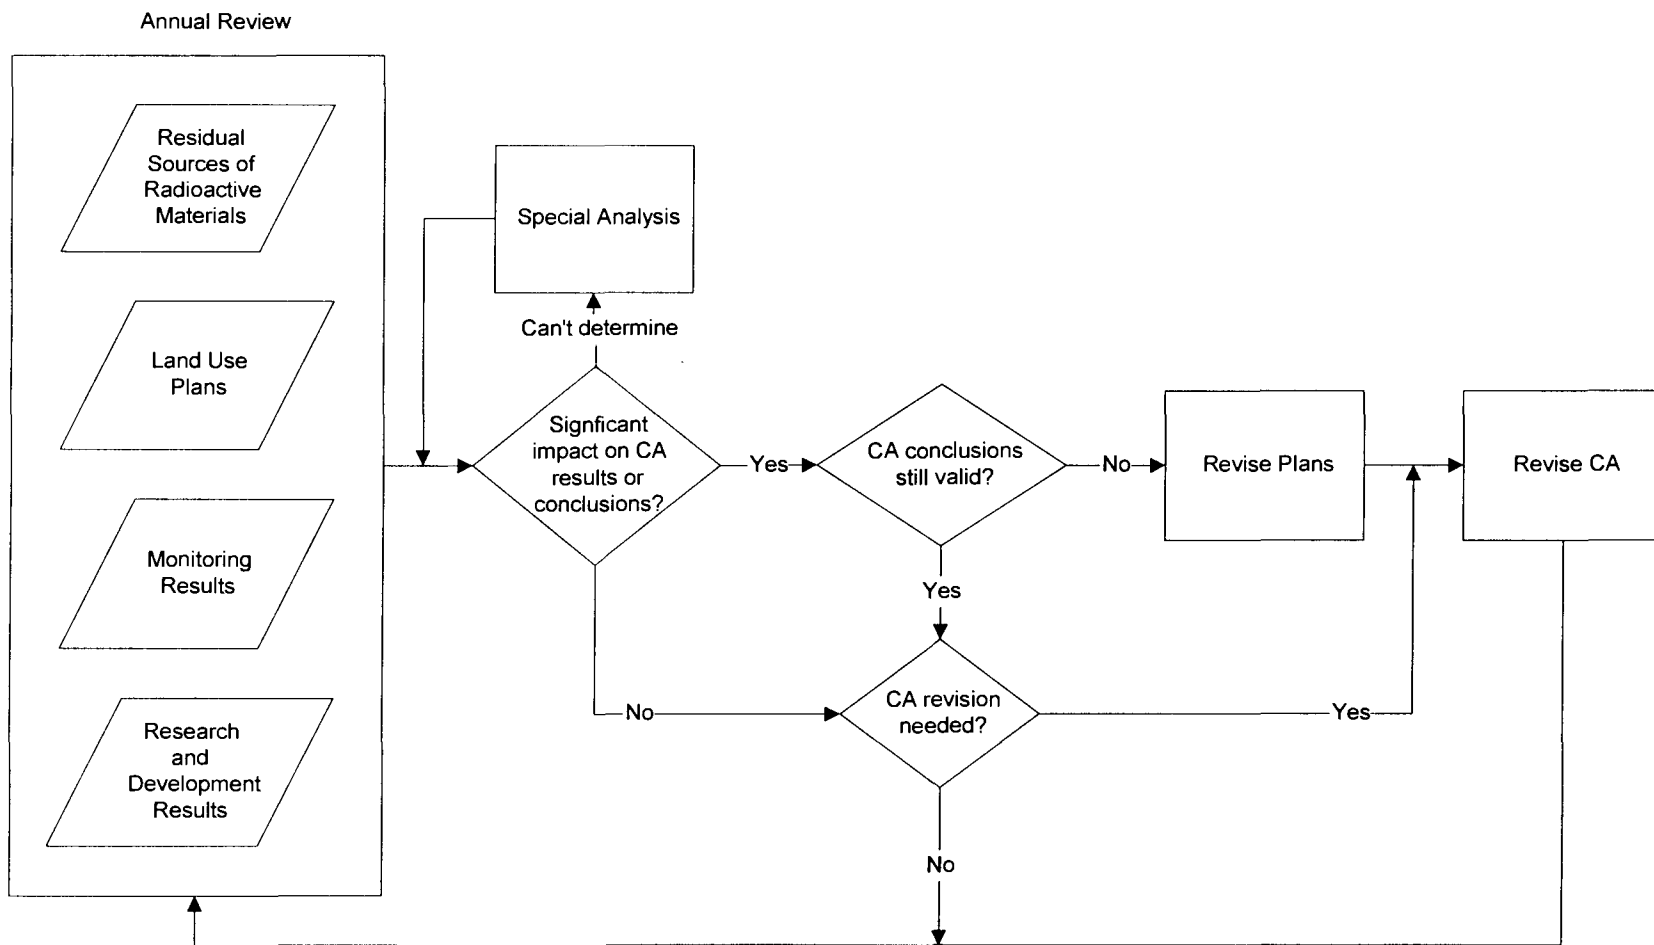 Annual Review
Residual
Sources of
Radioactive
Materials
Land Use
Plans
Monitoring
Results
Research
and
Development
Results
Special Analysis
Can't determine
Signficant
impact on CA
results or
conclusions?
Yes
CA conclusions
still valid?
No
Revise Plans
Revise CA
Yes
No
CA revision
needed?
Yes
No